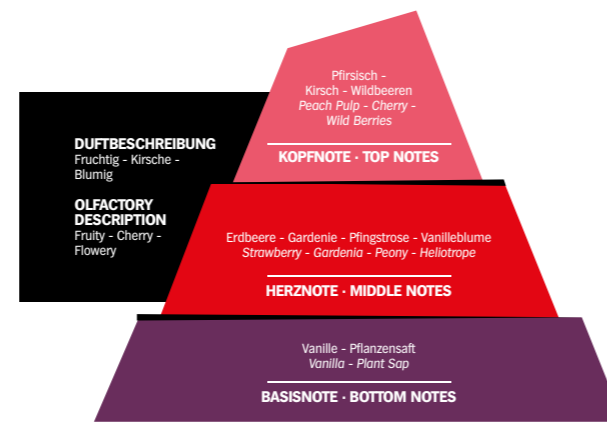 DUFTBESCHREIBUNG
Fruchtig - Kirsche -
Blumig
OLFACTORY
DESCRIPTION
Fruity - Cherry -
Flowery
Pfirsisch -
Kirsch - Wildbeeren
Peach Pulp - Cherry -
Wild Berries
KOPFNOTE · TOP NOTES
Erdbeere - Gardenie - Pfingstrose - Vanilleblume
Strawberry - Gardenia - Peony - Heliotrope
HERZNOTE · MIDDLE NOTES
Vanille - Pflanzensaft
Vanilla - Plant Sap
BASISNOTE · BOTTOM NOTES